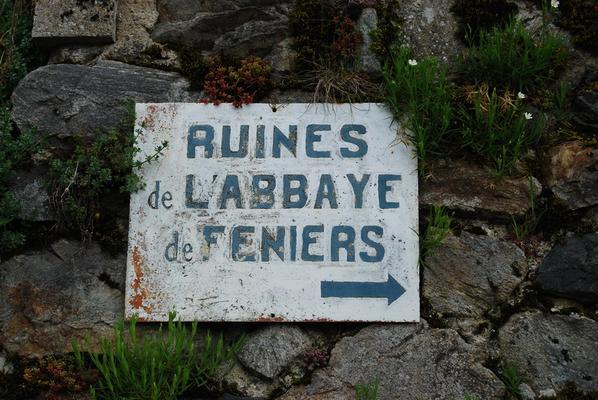 RUINES
de L'ABBAYE
de FENIERS